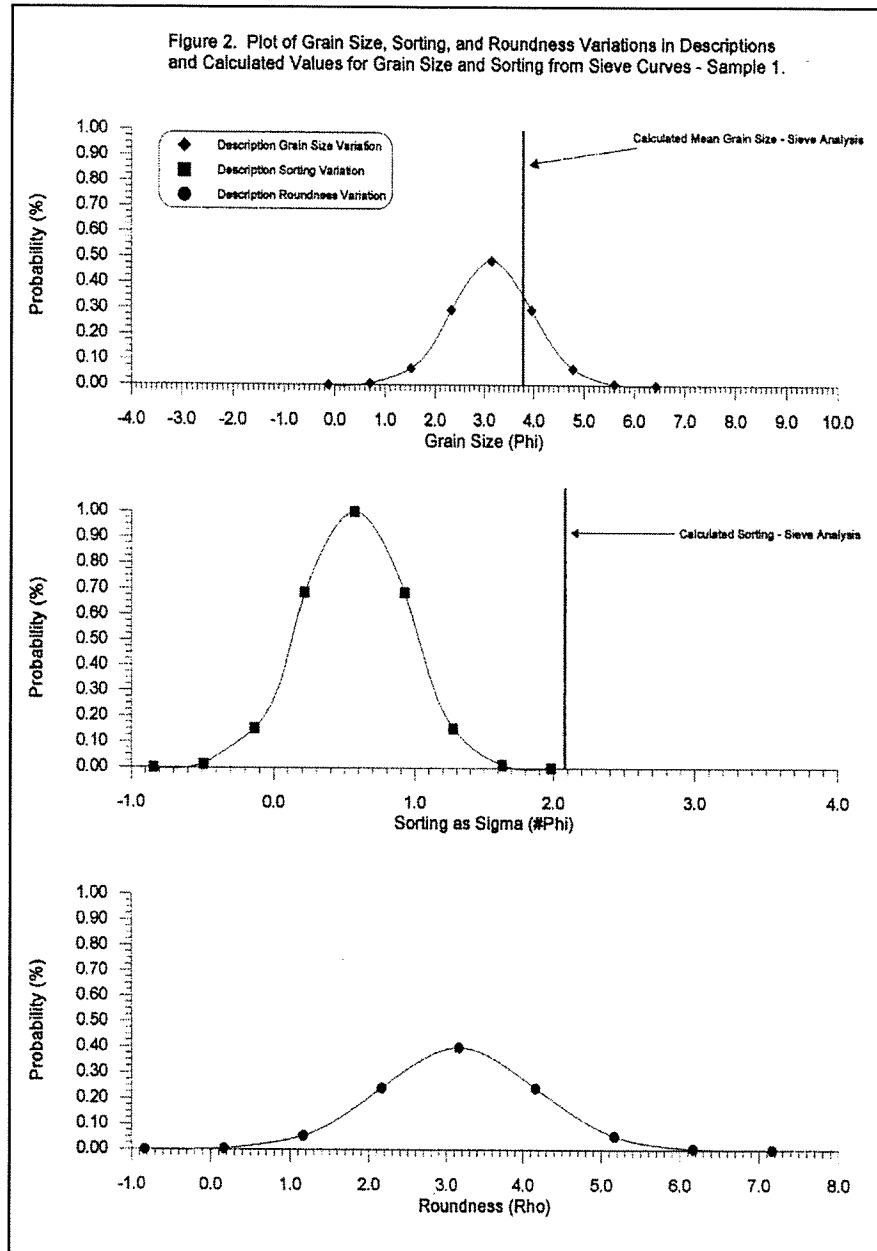 Figure 2. Plot of Grain Size, Sorting, and Roundness Variations in Descriptions
and Calculated Values for Grain Size and Sorting from Sieve Curves - Sample 1.
1.00
0.90
0.80
0.70
0.60
0.50
0.40
0.30
0.20
0.10
0.00
Probability (%)
Description Grain Size Variation
Description Sorting Variation
Description Roundness Variation
Calculated Mean Grain Size - Sieve Analysis
-4.0 -3.0 -2.0 -1.0 0.0 1.0 2.0 3.0 4.0 5.0 6.0 7.0 8.0 9.0 10.0
Grain Size (Phi)
1.00
0.90
0.80
0.70
0.60
0.50
0.40
0.30
0.20
0.10
0.00
Probability (%)
Calculated Sorting - Sieve Analysis
-1.0 0.0 1.0 2.0 3.0 4.0
Sorting as Sigma (#Phi)
1.00
0.90
0.80
0.70
0.60
0.50
0.40
0.30
0.20
0.10
0.00
Probability (%)
-1.0 0.0 1.0 2.0 3.0 4.0 5.0 6.0 7.0 8.0
Roundness (Rho)